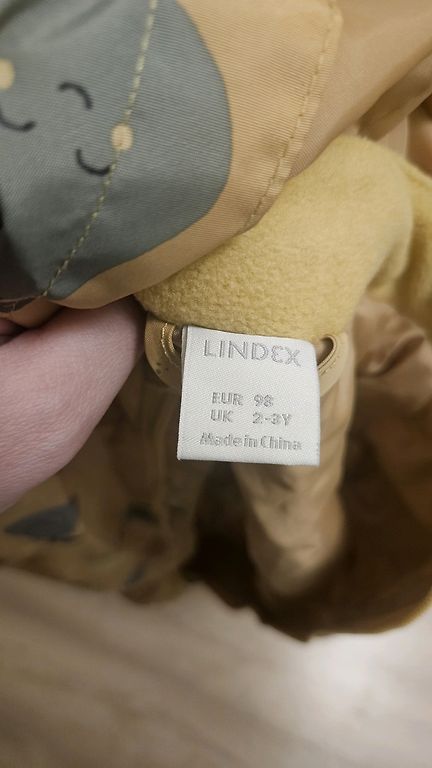 LINDEX
EUR 98
UK 2-3Y
Made in China